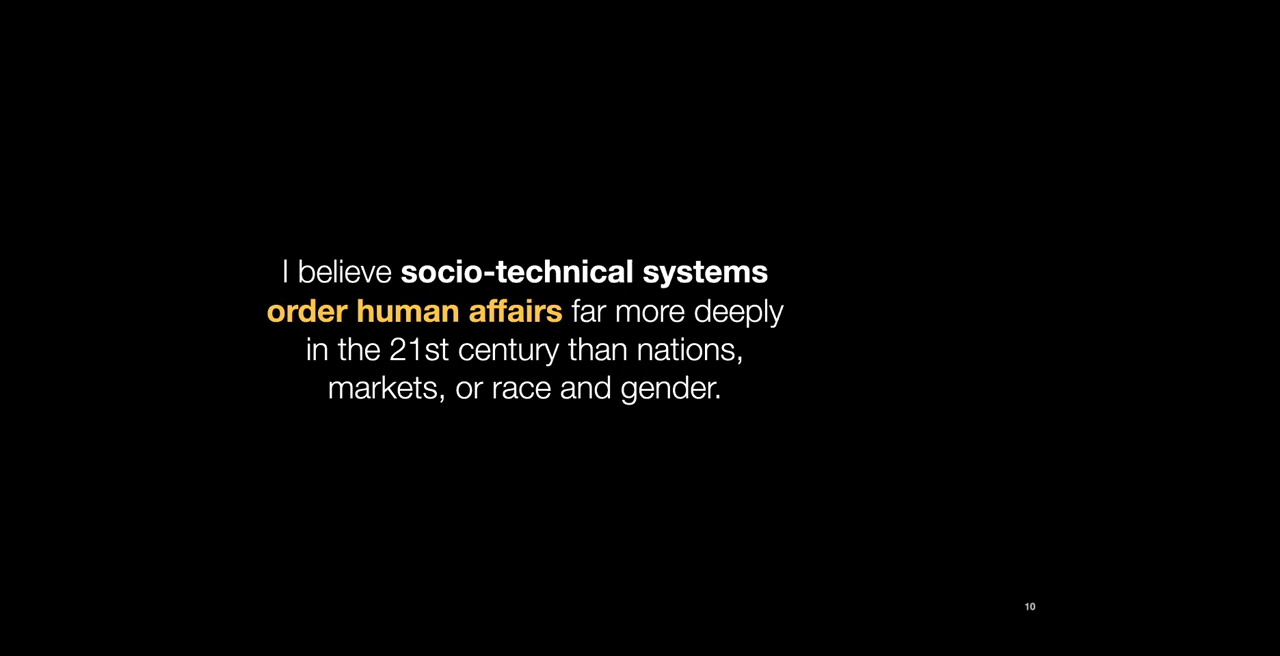 I believe socio-technical systems
order human affairs far more deeply
in the 21st century than nations,
markets, or race and gender.
10